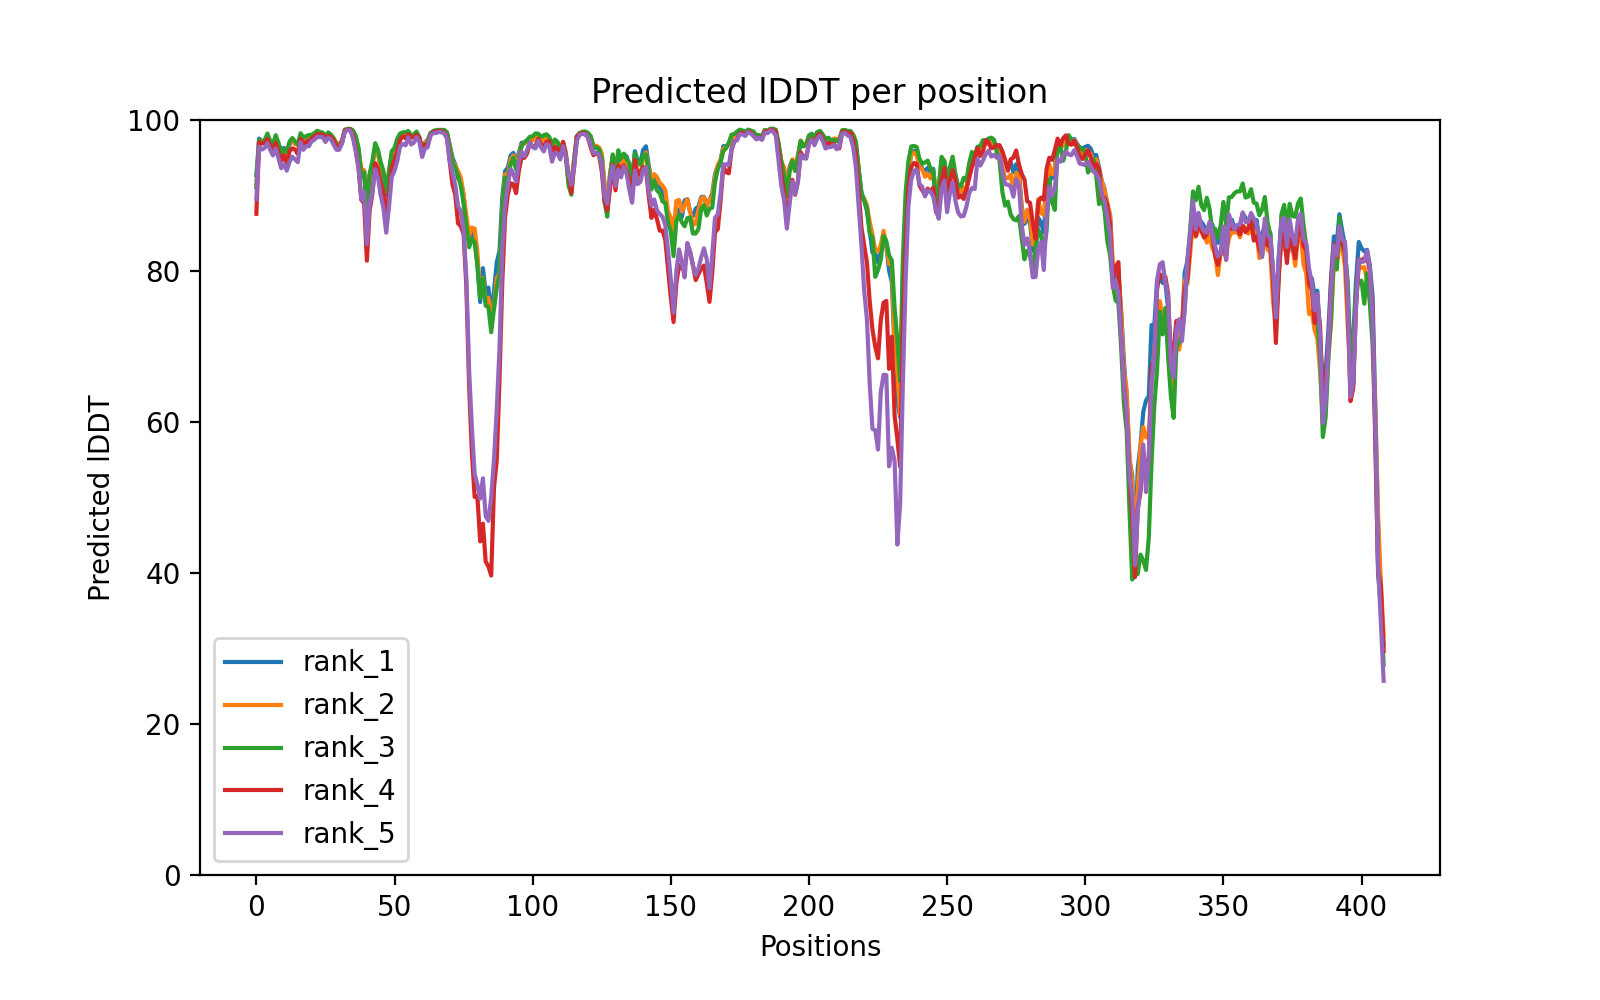 Predicted lDDT per position
100
80
60
40
20
0
Predicted lDDT
rank_1
rank_2
rank_3
rank_4
rank_5
0 50 100 150 200 250 300 350 400
Positions